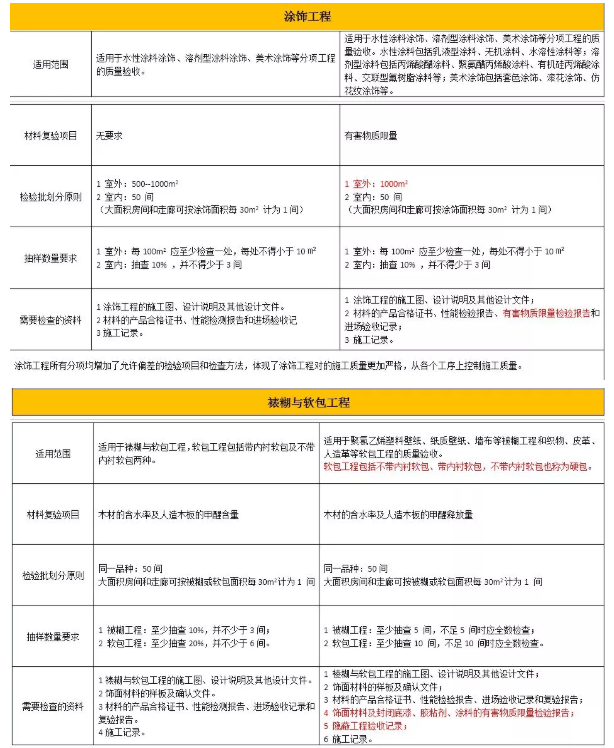 涂饰工程
适用范围
适用于水性涂料涂饰、溶剂型涂料涂饰、美术涂饰等分项工程
的质量验收。
适用于水性涂料涂饰、溶剂型涂料涂饰、美术涂饰等分项工程的质
量验收。水性涂料包括乳液型涂料、无机涂料、水溶性涂料等；溶
剂型涂料包括丙烯酸酯涂料、聚氨酯丙烯酸涂料、有机硅丙烯酸涂
料、交联型氟树脂涂料等；美术涂饰包括套色涂饰、滚花涂饰、仿
花纹涂饰等。
材料复验项目
无要求
有害物质限量
检验批划分原则
1 室外：500--1000m²
2 室内：50 间
（大面积房间和走廊可按涂饰面积每 30m² 计为 1 间）
1 室外：1000m²
2 室内：50 间
（大面积房间和走廊可按涂饰面积每 30m² 计为 1 间）
抽样数量要求
1 室外：每 100m² 应至少检查一处，每处不得小于 10 m²
2 室内：抽查 10% ，并不得少于 3 间
1 室外：每 100m² 应至少检查一处，每处不得小于 10 m²
2 室内：抽查 10% ，并不得少于 3 间
需要检查的资料
1 涂饰工程的施工图、设计说明及其他设计文件。
2 材料的产品合格证书、性能检测报告和进场验收记
3 施工记录。
1 涂饰工程的施工图、设计说明及其他设计文件；
2 材料的产品合格证书、性能检验报告、有害物质限量检验报告和
进场验收记录；
3 施工记录。
涂饰工程所有分项均增加了允许偏差的检验项目和检查方法，体现了涂饰工程对的施工质量更加严格，从各个工序上控制施工质量。
裱糊与软包工程
适用范围
适用于裱糊与软包工程，软包工程包括带内衬软包及不带
内衬软包两种。
适用于聚氯乙烯塑料壁纸、纸质壁纸、墙布等裱糊工程和织物、皮革、
人造革等软包工程的质量验收。
软包工程包括不带内衬软包、带内衬软包，不带内衬软包也称为硬包。
材料复验项目
木材的含水率及人造木板的甲醛含量
木材的含水率及人造木板的甲醛释放量
检验批划分原则
同一品种：50 间
大面积房间和走廊可按裱糊或软包面积每 30m²计为 1 间
同一品种：50 间
大面积房间和走廊可按裱糊或软包面积每 30m²计为 1 间
抽样数量要求
1 裱糊工程：至少抽查 10%，并不少于 3 间；
2 软包工程：至少抽查 20%，并不少于 6 间。
1 裱糊工程：至少抽查 5 间，不足 5 间时应全数检查；
2 软包工程：至少抽查 10 间，不足 10 间时应全数检查。
需要检查的资料
1 裱糊与软包工程的施工图、设计说明及其他设计文件。
2 饰面材料的样板及确认文件。
3 材料的产品合格证书、性能检测报告、进场验收记录和
复验报告。
4 施工记录。
1 裱糊与软包工程的施工图、设计说明及其他设计文件；
2 饰面材料的样板及确认文件；
3 材料的产品合格证书、性能检验报告、进场验收记录和复验报告；
4 饰面材料及封闭底漆、胶粘剂、涂料的有害物质限量检验报告；
5 隐蔽工程验收记录；
6 施工记录。